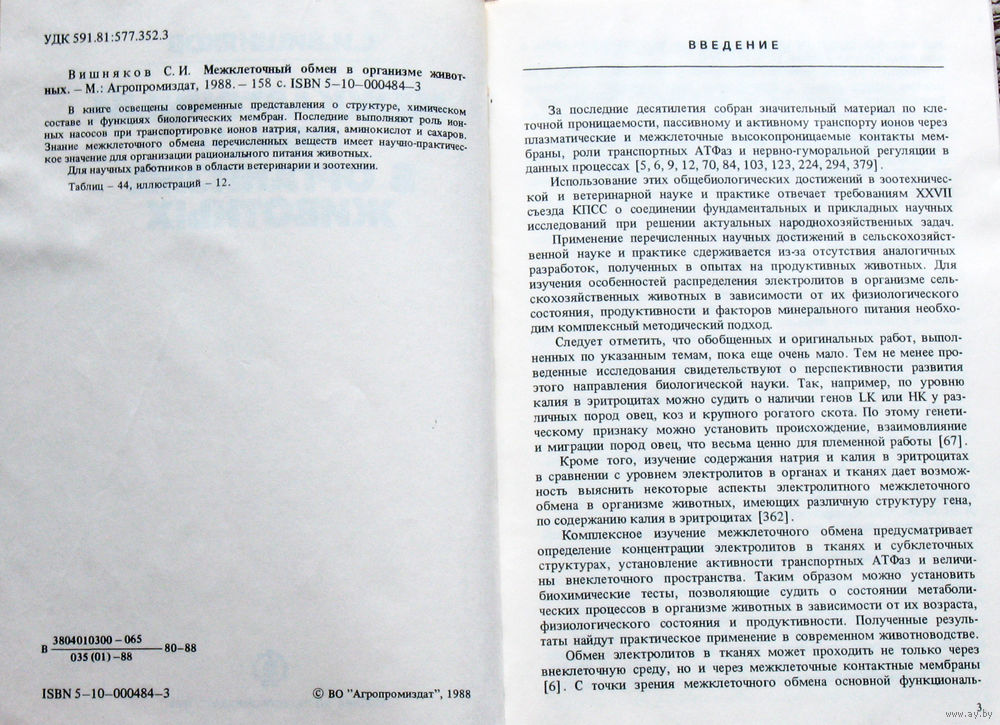 УДК 591.81:577.352.3
Вишняков С. И. Межклеточный обмен в организме живот-
ных. – М.: Агропромиздат, 1988. – 158 с. ISBN 5–10–000484–3
В книге освещены современные представления о структуре, химическом
составе и функциях биологических мембран. Последние выполняют роль ион-
ных насосов при транспортировке ионов натрия, калия, аминокислот и сахаров.
Знание межклеточного обмена перечисленных веществ имеет научно-практичес-
кое значение для организации рационального питания животных.
Для научных работников в области ветеринарии и зоотехнии.
Таблиц – 44, иллюстраций – 12.
В 3804010300 – 065 – 80–88
035 (01) –88
ISBN 5–10–000484–3
© ВО "Агропромиздат", 1988
ВВЕДЕНИЕ
За последние десятилетия собран значительный материал по кле-
точной проницаемости, пассивному и активному транспорту ионов через
плазматические и межклеточные высокопроницаемые контакты мем-
браны, роли транспортных АТФаз и нервно-гуморальной регуляции в
данных процессах [5, 6, 9, 12, 70, 84, 103, 123, 224, 294, 379].
Использование этих общебиологических достижений в зоотехничес-
кой и ветеринарной науке и практике отвечает требованиям XXVII
съезда КПСС о соединении фундаментальных и прикладных научных
исследований при решении актуальных народнохозяйственных задач.
Применение перечисленных научных достижений в сельскохозяйст-
венной науке и практике сдерживается из-за отсутствия аналогичных
разработок, полученных в опытах на продуктивных животных. Для
изучения особенностей распределения электролитов в организме сель-
скохозяйственных животных в зависимости от их физиологического
состояния, продуктивности и факторов минерального питания необхо-
дим комплексный методический подход.
Следует отметить, что обобщенных и оригинальных работ, выпол-
ненных по указанным темам, пока еще очень мало. Тем не менее про-
веденные исследования свидетельствуют о перспективности развития
этого направления биологической науки. Так, например, по уровню
калия в эритроцитах можно судить о наличии генов LK или HK у раз-
личных пород овец, коз и крупного рогатого скота. По этому генети-
ческому признаку можно установить происхождение, взаимовлияние
и миграции пород овец, что весьма ценно для племенной работы [67].
Кроме того, изучение содержания натрия и калия в эритроцитах
в сравнении с уровнем электролитов в органах и тканях дает возмож-
ность выяснить некоторые аспекты электролитного межклеточного
обмена в организме животных, имеющих различную структуру гена,
по содержанию калия в эритроцитах [362].
Комплексное изучение межклеточного обмена предусматривает
определение концентрации электролитов в тканях и субклеточных
структурах, установление активности транспортных АТФаз и величи-
ны внеклеточного пространства. Таким образом можно установить
биохимические тесты, позволяющие судить о состоянии метаболи-
ческих процессов в организме животных в зависимости от их возраста,
физиологического состояния и продуктивности. Полученные резуль-
таты найдут практическое применение в современном животноводстве.
Обмен электролитов в тканях может проходить не только через
внеклеточную среду, но и через межклеточные контактные мембраны
[6]. С точки зрения межклеточного обмена основной функциональ-
3
www.ay.by